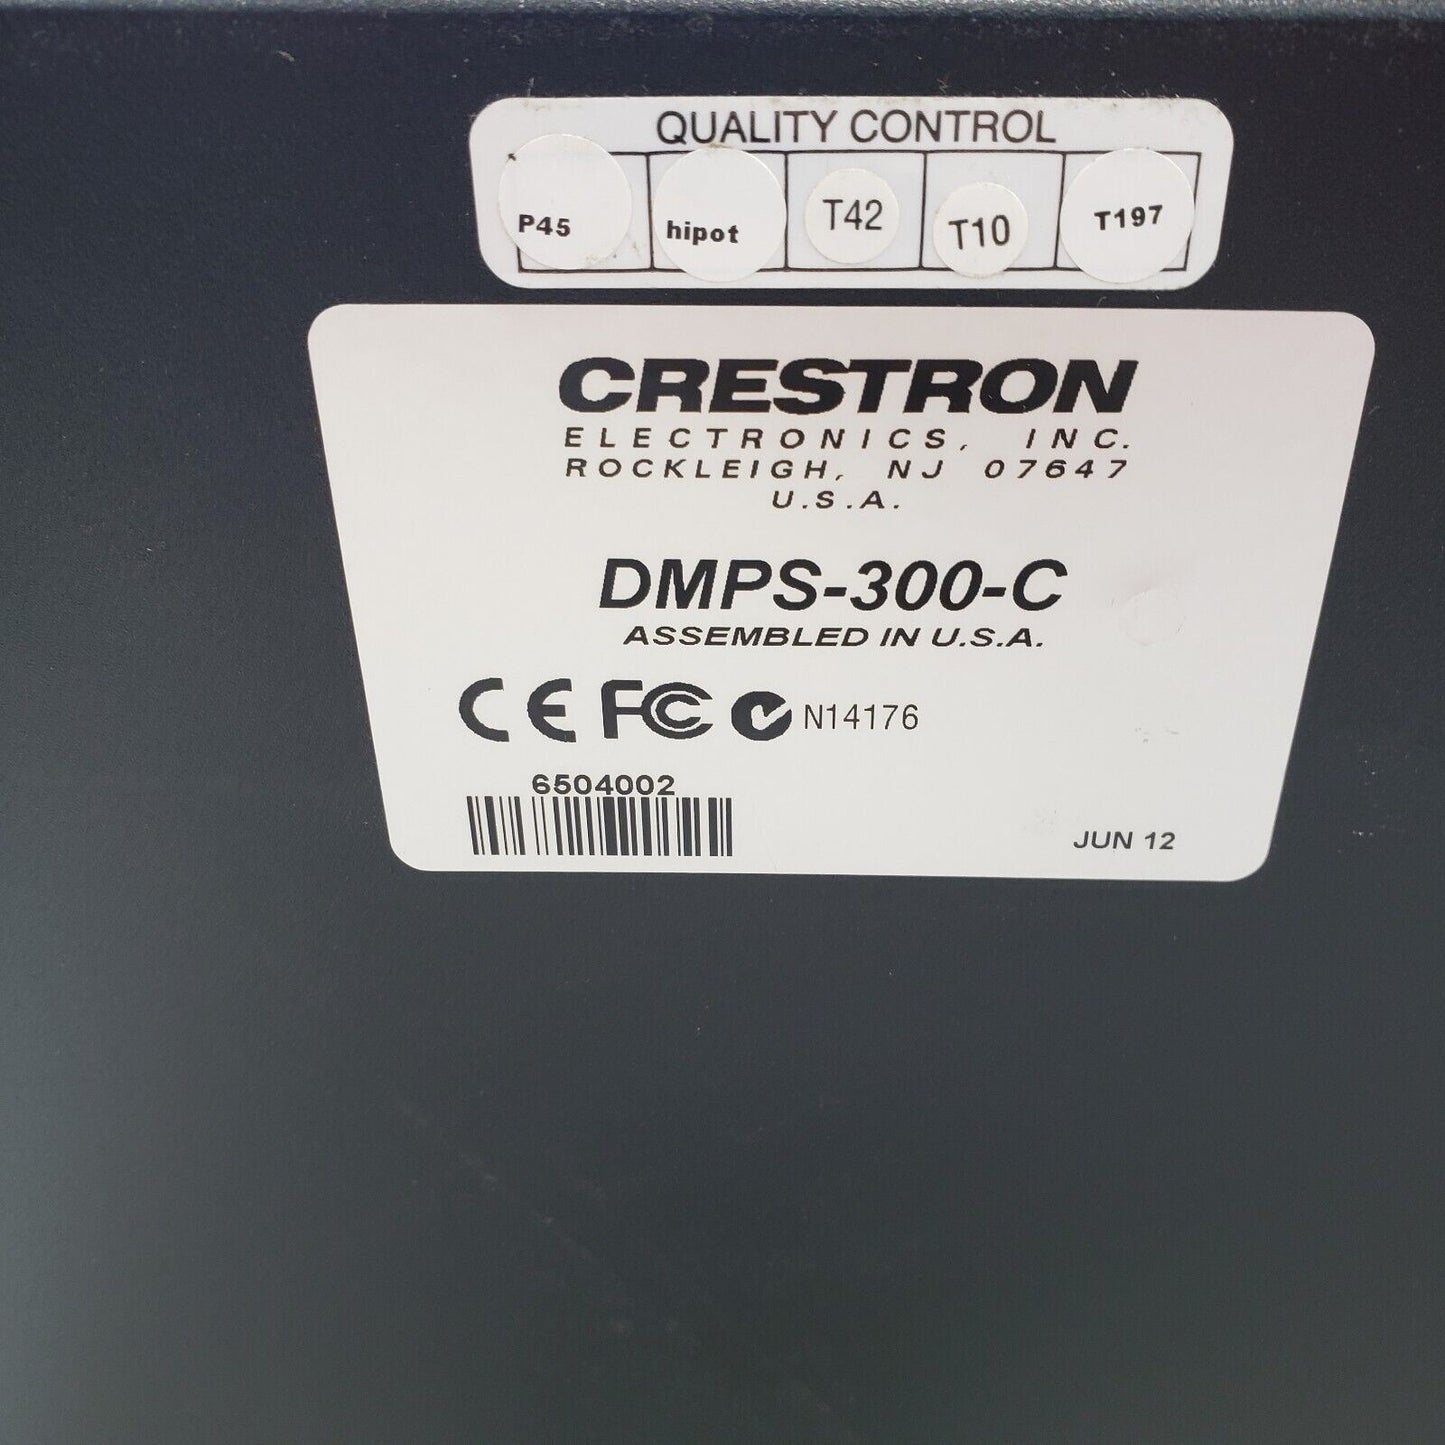 QUALITY CONTROL
P45 hipot T42 T10 T197
CRESTRON
ELECTRONICS, INC.
ROCKLEIGH, NJ 07647
U.S.A.
DMPS-300-C
ASSEMBLED IN U.S.A.
CE FC N14176
6504002
JUN 12